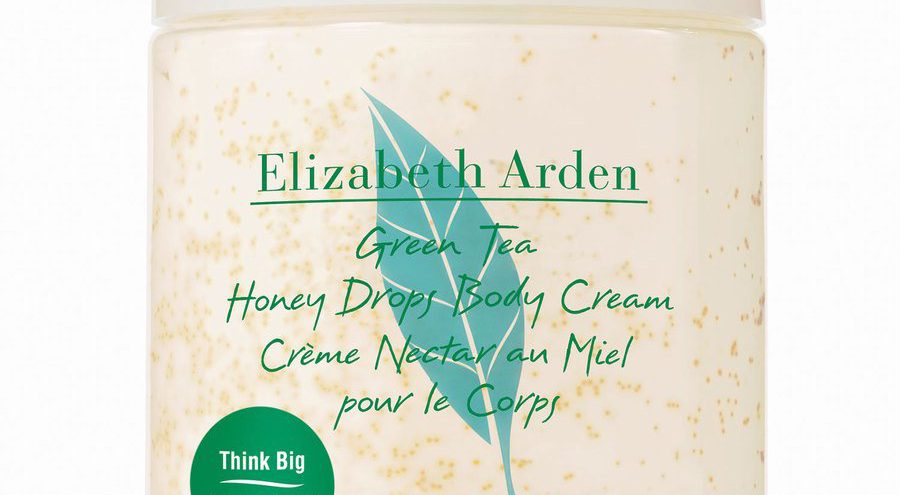 Elizabeth Arden
Green Tea
Honey Drops Body Cream
Crème Nectar au Miel
pour le Corps
Think Big